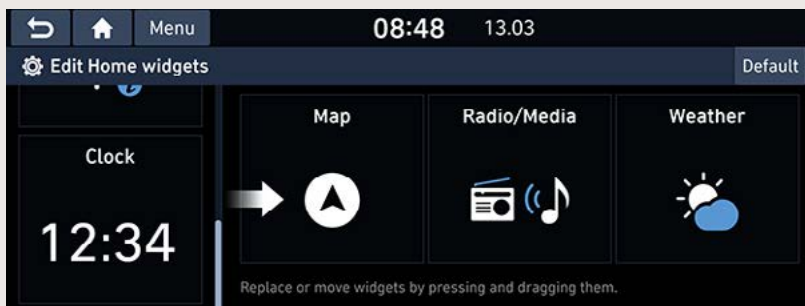 Menu 08:48 13.03
Edit Home widgets Default
Map Radio/Media Weather
Clock
12:34
Replace or move widgets by pressing and dragging them.